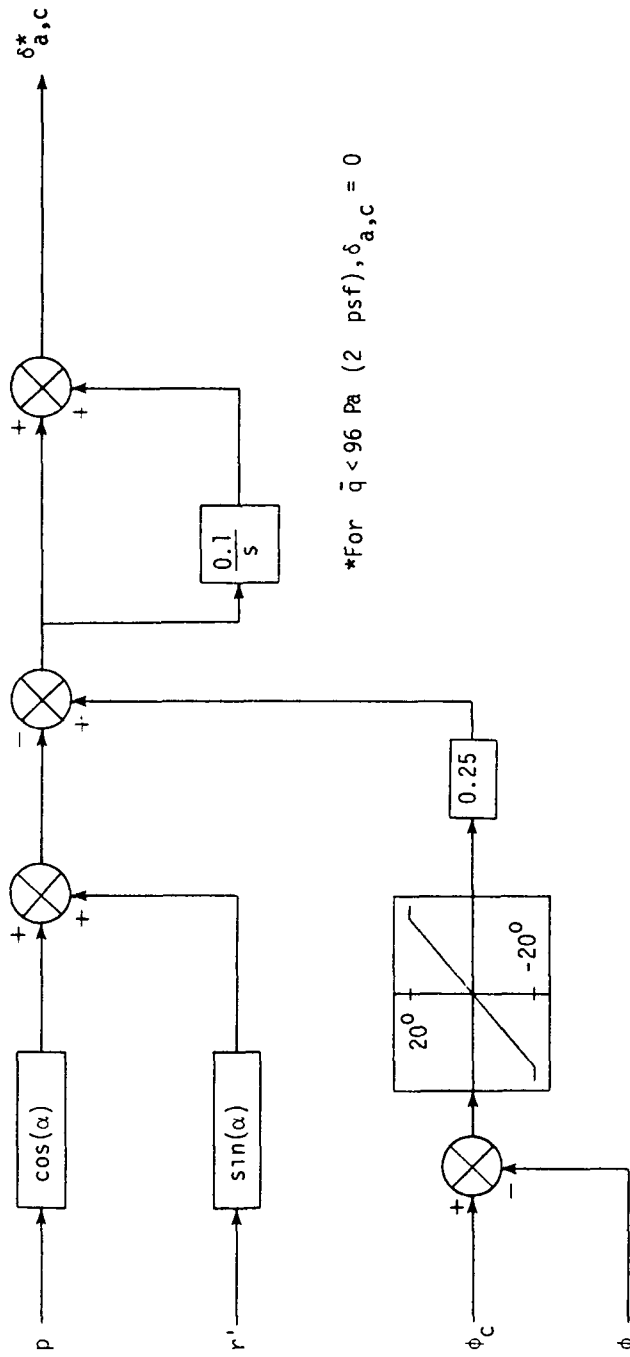 p
cos(α)
+
+
-
+
+
+
δ*a,c
r'
sin(α)
0.1
s
ϕc
+
-
20°
-20°
0.25
ϕ
*For q̄ < 96 Pa (2 psf), δa,c = 0